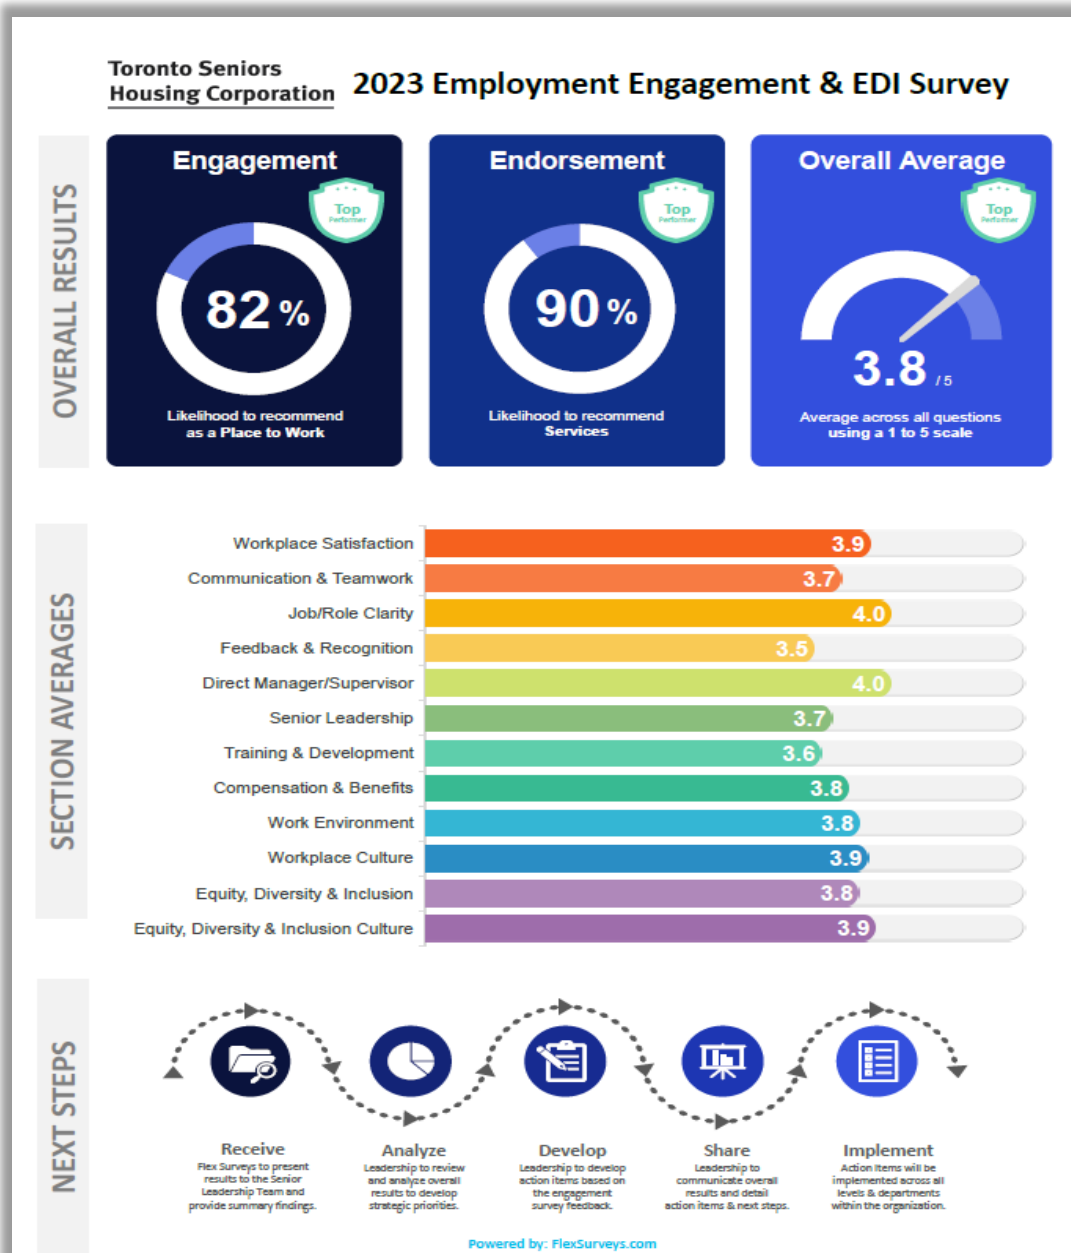 Toronto Seniors
Housing Corporation
2023 Employment Engagement & EDI Survey
OVERALL RESULTS
Engagement
Top
Performer
82 %
Likelihood to recommend
as a Place to Work
Endorsement
Top
Performer
90 %
Likelihood to recommend
Services
Overall Average
Top
Performer
3.8 / 5
Average across all questions
using a 1 to 5 scale
SECTION AVERAGES
Workplace Satisfaction 3.9
Communication & Teamwork 3.7
Job/Role Clarity 4.0
Feedback & Recognition 3.5
Direct Manager/Supervisor 4.0
Senior Leadership 3.7
Training & Development 3.6
Compensation & Benefits 3.8
Work Environment 3.8
Workplace Culture 3.9
Equity, Diversity & Inclusion 3.8
Equity, Diversity & Inclusion Culture 3.9
NEXT STEPS
Receive
Flex Surveys to present
results to the Senior
Leadership Team and
provide summary findings.
Analyze
Leadership to review
and analyze overall
results to develop
strategic priorities.
Develop
Leadership to develop
action items based on
the engagement
survey feedback.
Share
Leadership to
communicate overall
results and detail
action items & next steps.
Implement
Action Items will be
implemented across all
levels & departments
within the organization.
Powered by: FlexSurveys.com